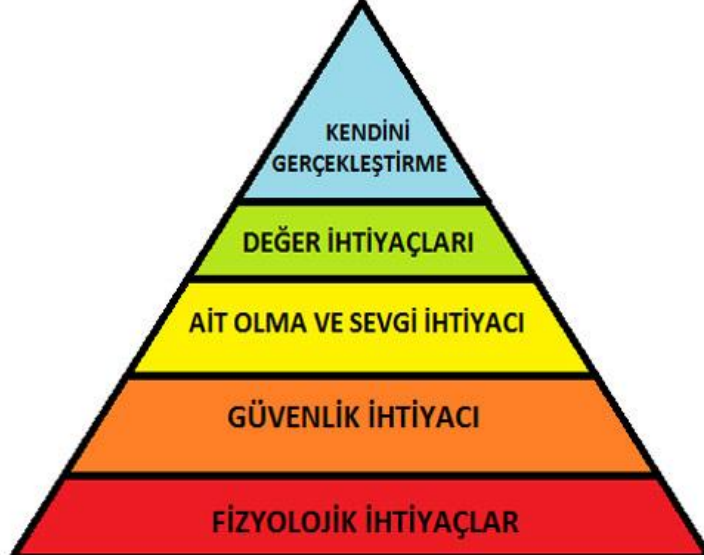 KENDİNİ
GERÇEKLEŞTİRME
DEĞER İHTİYAÇLARI
AİT OLMA VE SEVGİ İHTİYACI
GÜVENLİK İHTİYACI
FİZYOLOJİK İHTİYAÇLAR